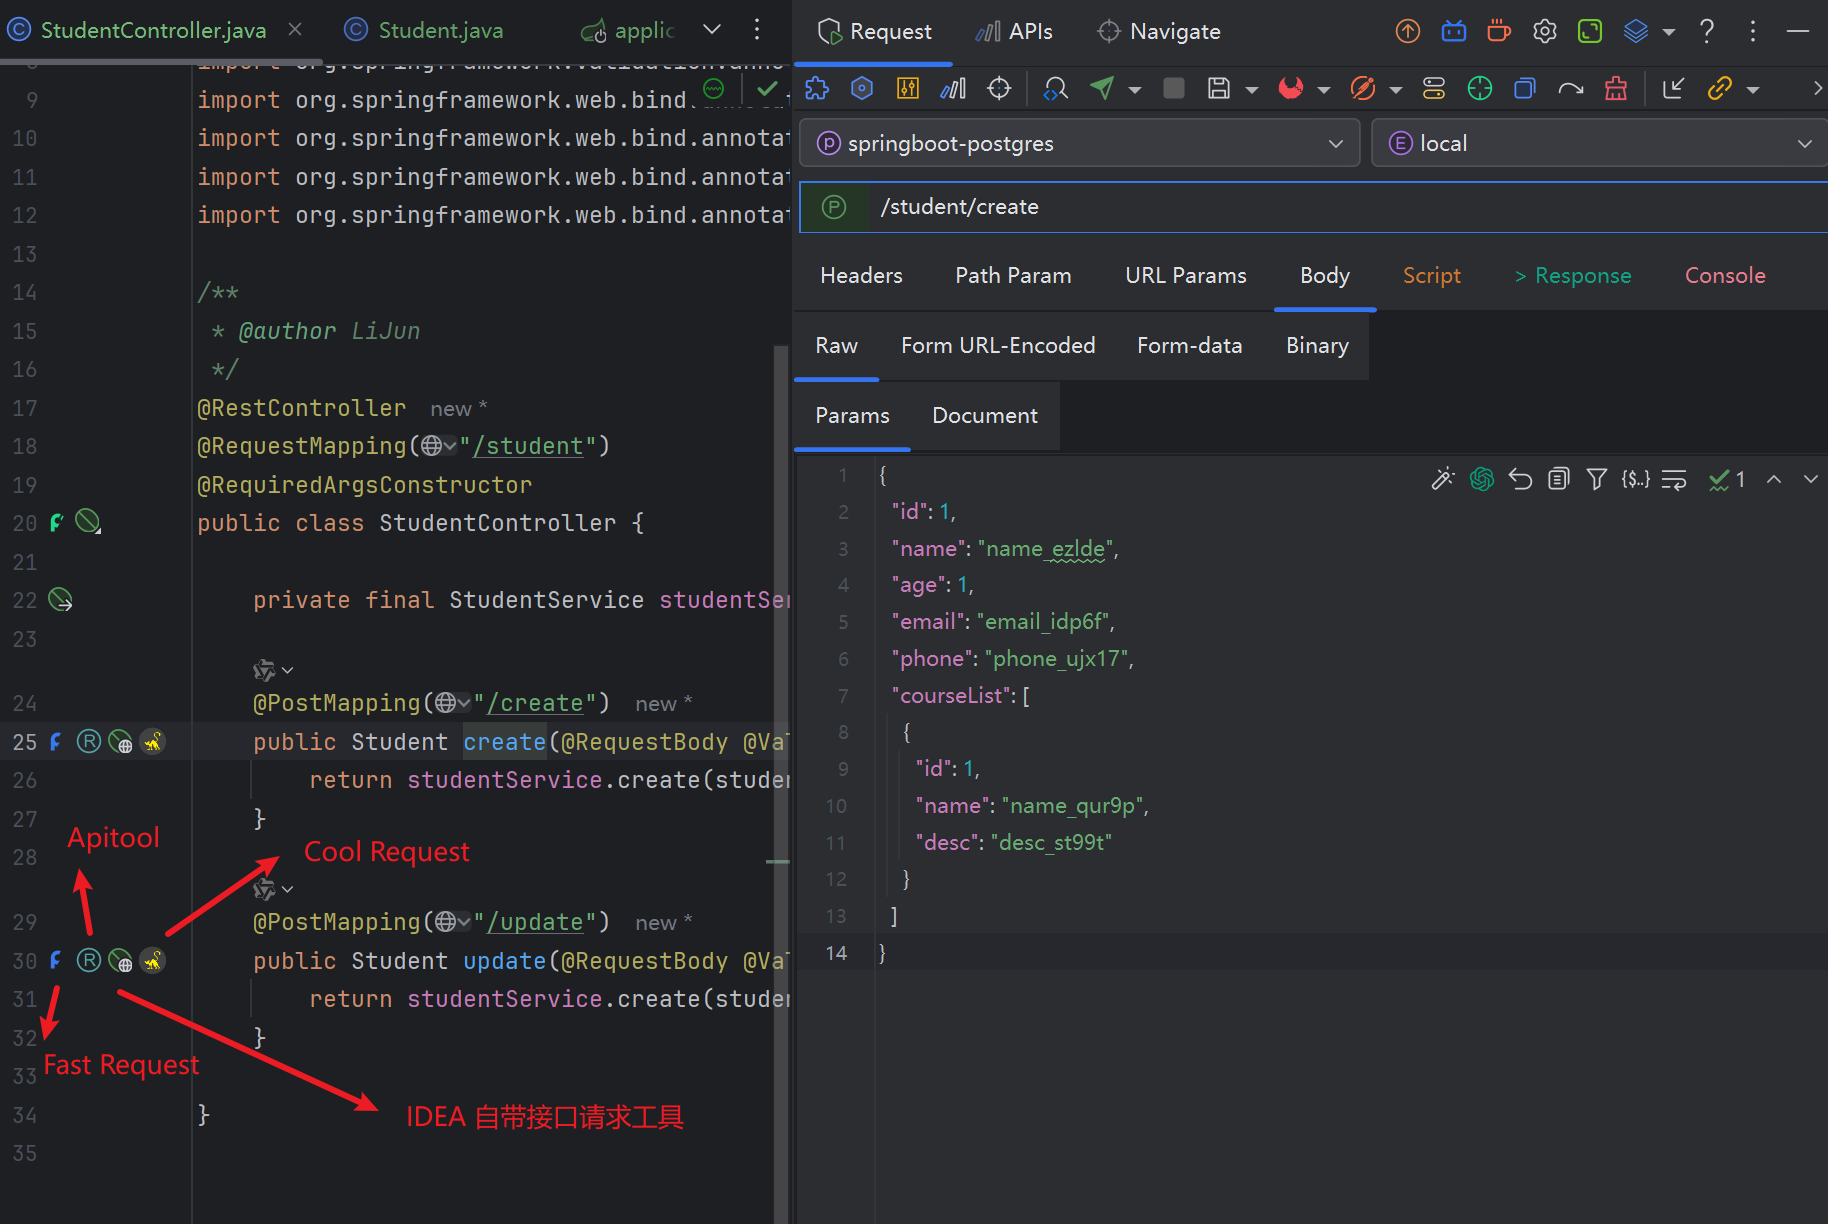 StudentController.java
Student.java
applic
Request
APIs
Navigate
springboot-postgres
local
/student/create
Headers
Path Param
URL Params
Body
Script
> Response
Console
Raw
Form URL-Encoded
Form-data
Binary
Params
Document
9 import org.springframework.web.bind.
10 import org.springframework.web.bind.annotat
11 import org.springframework.web.bind.annotat
12 import org.springframework.web.bind.annotat
13
14 /**
15 * @author LiJun
16 */
17 @RestController new *
18 @RequestMapping("/student")
19 @RequiredArgsConstructor
20 public class StudentController {
21
22 private final StudentService studentSer
23
24 @PostMapping("/create") new *
25 public Student create(@RequestBody @Val
26 return studentService.create(studen
27 }
28
29 @PostMapping("/update") new *
30 public Student update(@RequestBody @Val
31 return studentService.create(studen
32 }
33
34 }
35
Apitool
Cool Request
Fast Request
IDEA 自带接口请求工具
1 {
2 "id": 1,
3 "name": "name_ezlde",
4 "age": 1,
5 "email": "email_idp6f",
6 "phone": "phone_ujx17",
7 "courseList": [
8 {
9 "id": 1,
10 "name": "name_qur9p",
11 "desc": "desc_st99t"
12 }
13 ]
14 }
1